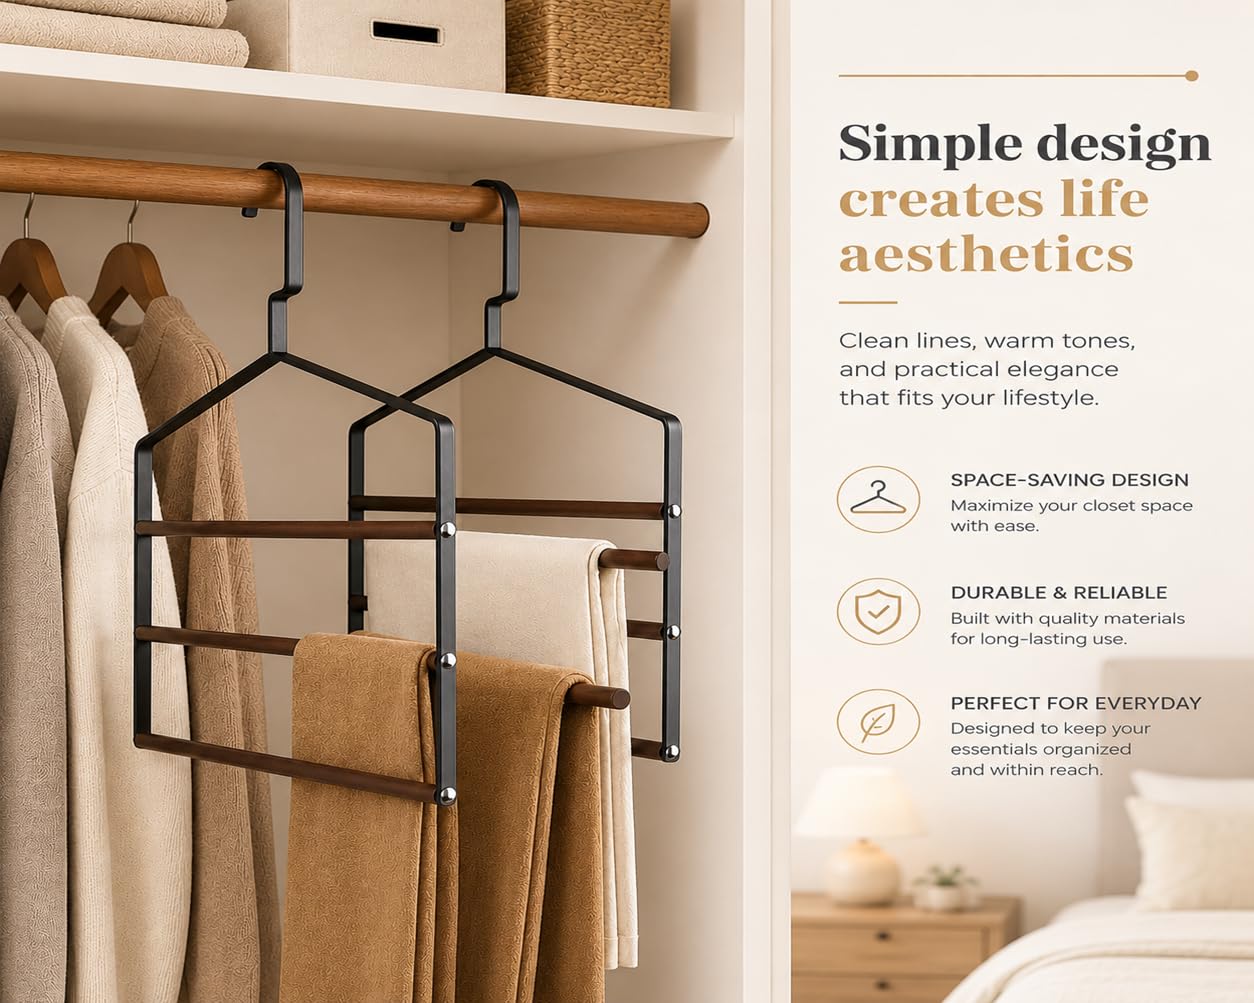 Simple design
creates life
aesthetics
Clean lines, warm tones,
and practical elegance
that fits your lifestyle.
SPACE-SAVING DESIGN
Maximize your closet space
with ease.
DURABLE & RELIABLE
Built with quality materials
for long-lasting use.
PERFECT FOR EVERYDAY
Designed to keep your
essentials organized
and within reach.